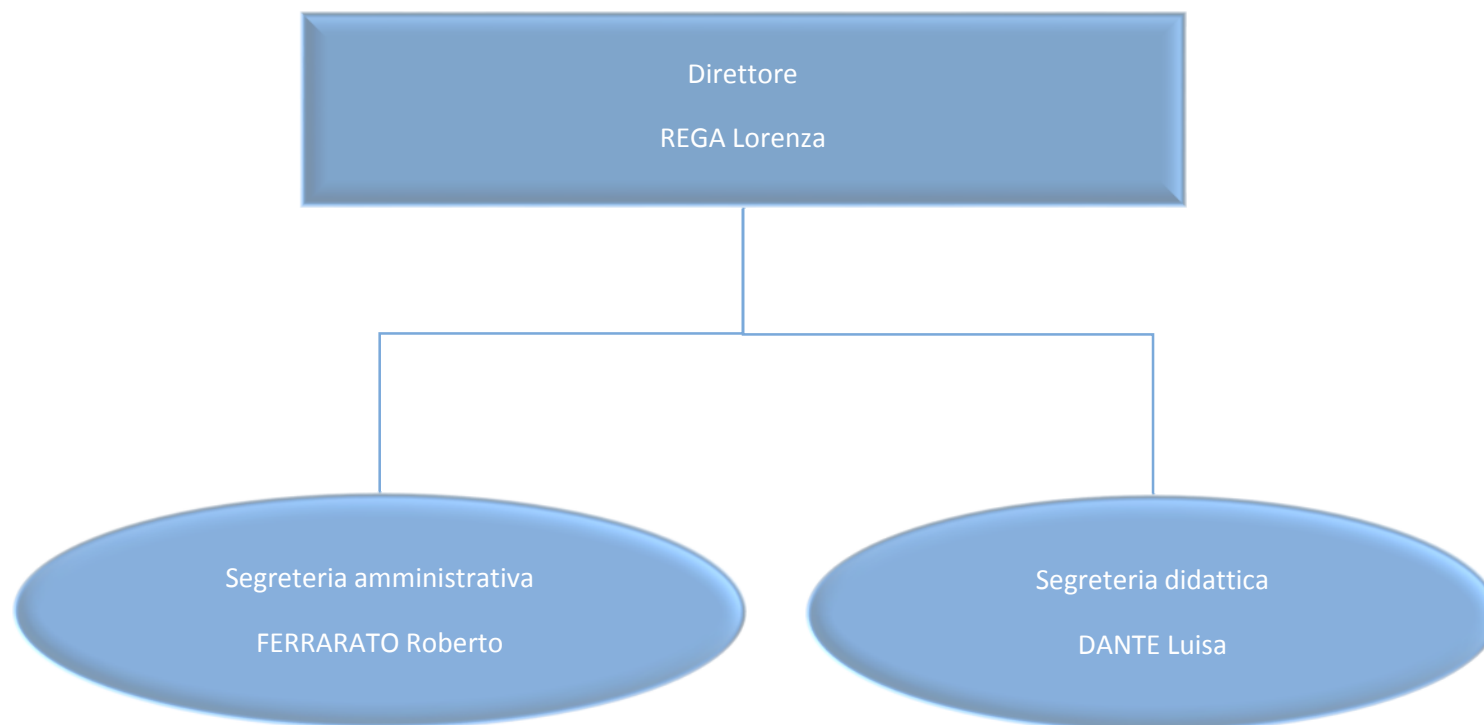 Direttore
REGA Lorenza
Segreteria amministrativa
FERRARATO Roberto
Segreteria didattica
DANTE Luisa